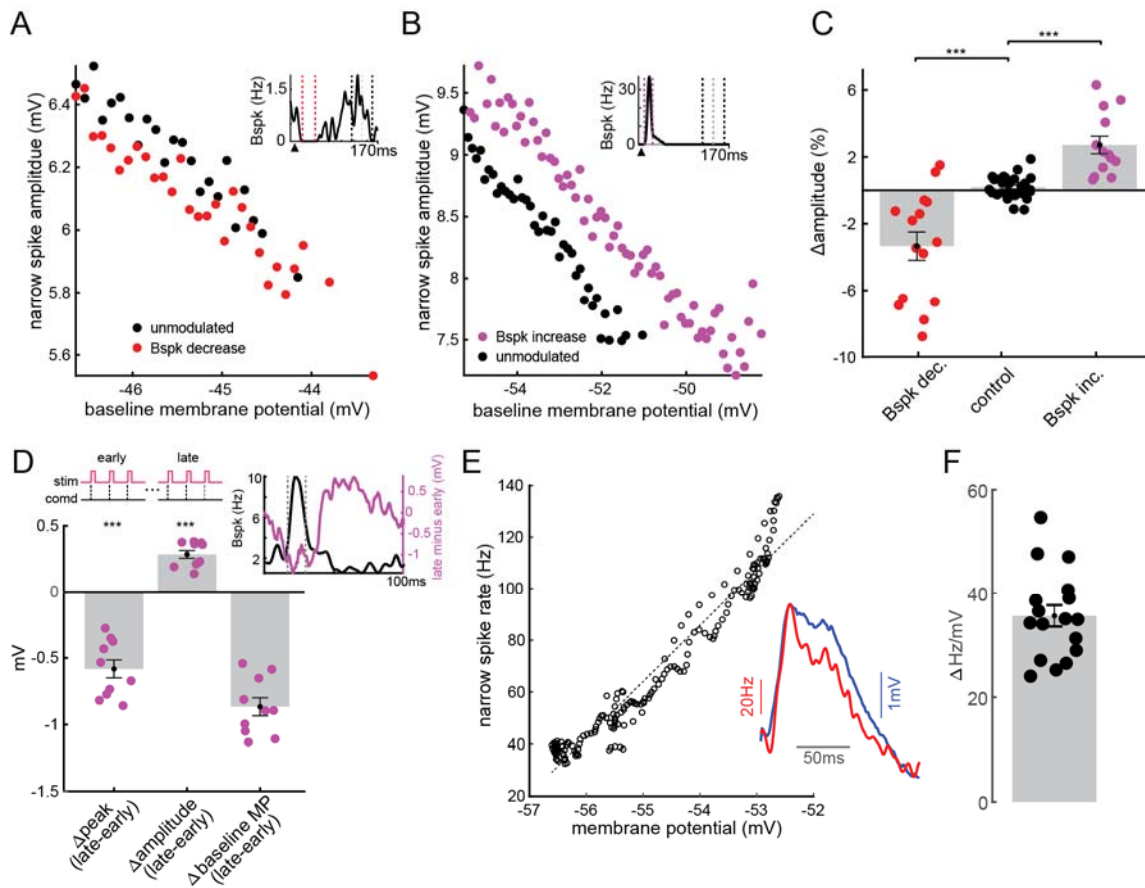 A
narrow spike amplitude (mV)
6.4
6.2
6
5.8
5.6
-46
-45
-44
baseline membrane potential (mV)
unmodulated
Bspk decrease
Bspk (Hz)
1.5
0
170ms
B
narrow spike amplitdue (mV)
9.5
9
8.5
8
7.5
-54
-52
-50
baseline membrane potential (mV)
Bspk increase
unmodulated
Bspk (Hz)
30
0
170ms
C
*** ***
Δamplitude (%)
6
2
-2
-6
-10
Bspk dec.
control
Bspk inc.
D
early late
stim
comd
...
*** ***
mV
0.5
0
-0.5
-1
-1.5
Δpeak
(late-early)
Δamplitude
(late-early)
Δbaseline MP
(late-early)
Bspk (Hz)
10
6
2
0.5
0
-1
late minus early (mV)
100ms
E
narrow spike rate (Hz)
140
120
100
80
60
40
20
-57
-56
-55
-54
-53
-52
membrane potential (mV)
20Hz
1mV
50ms
F
Δ Hz/mV
60
40
20
0